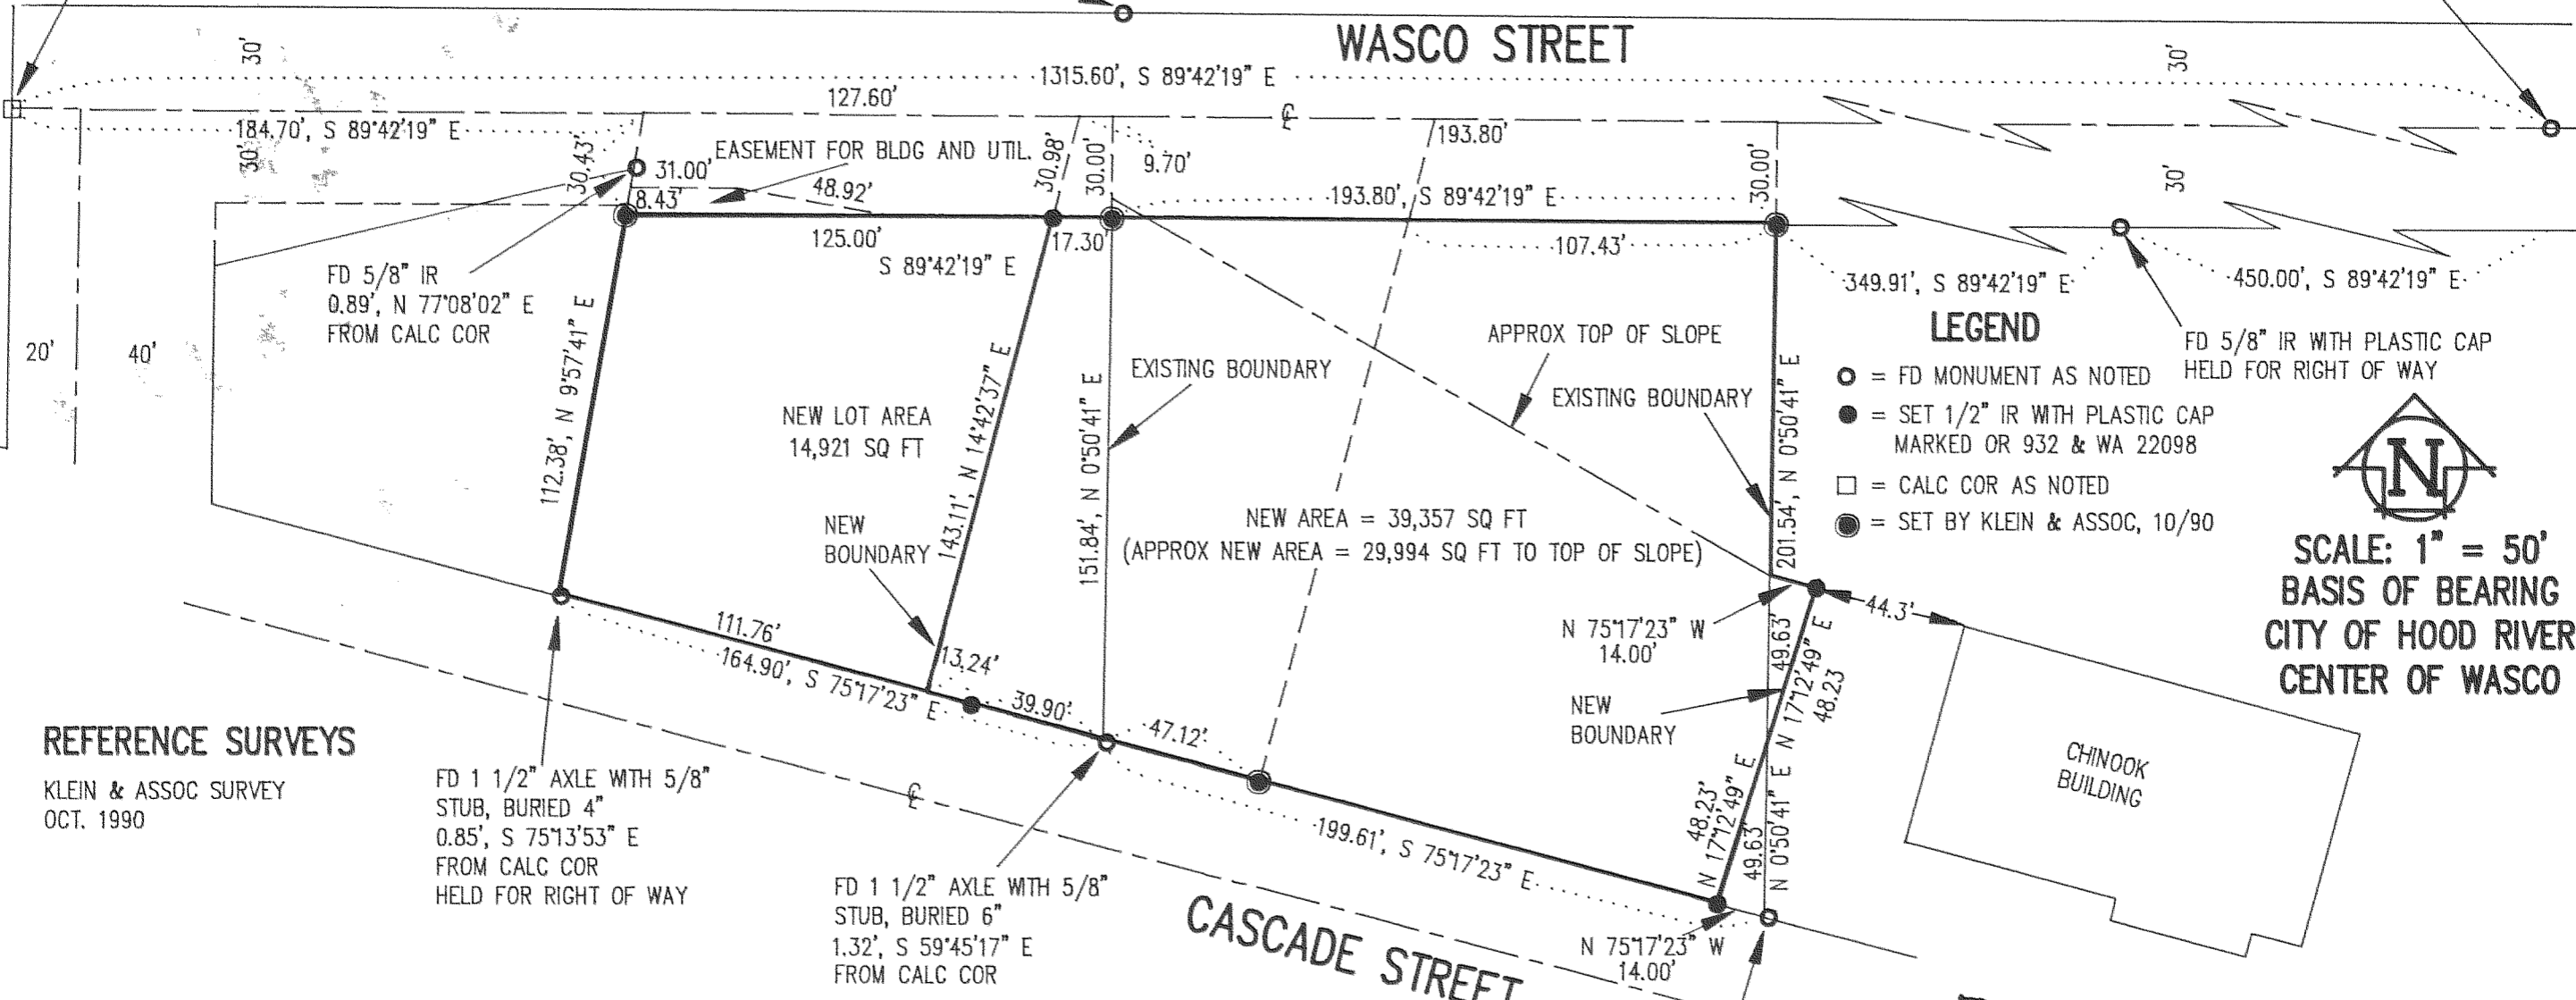 WASCO STREET
30'
30'
1315.60', S 89°42'19" E
127.60'
184.70', S 89°42'19" E
30'
30.43'
31.00'
EASEMENT FOR BLDG AND UTIL.
48.92'
8.43'
30.98'
30.00'
9.70'
193.80'
193.80', S 89°42'19" E
30.00'
30'
125.00'
17.30'
S 89°42'19" E
107.43'
349.91', S 89°42'19" E
450.00', S 89°42'19" E
FD 5/8" IR
0.89', N 77°08'02" E
FROM CALC COR
20'
40'
112.38', N 9°57'41" E
NEW LOT AREA
14,921 SQ FT
143.11', N 14°42'37" E
NEW
BOUNDARY
151.84', N 0°50'41" E
EXISTING BOUNDARY
APPROX TOP OF SLOPE
EXISTING BOUNDARY
201.54', N 0°50'41" E
NEW AREA = 39,357 SQ FT
(APPROX NEW AREA = 29,994 SQ FT TO TOP OF SLOPE)
LEGEND
= FD MONUMENT AS NOTED
= SET 1/2" IR WITH PLASTIC CAP
MARKED OR 932 & WA 22098
= CALC COR AS NOTED
= SET BY KLEIN & ASSOC, 10/90
FD 5/8" IR WITH PLASTIC CAP
HELD FOR RIGHT OF WAY
N
SCALE: 1" = 50'
BASIS OF BEARING
CITY OF HOOD RIVER
CENTER OF WASCO
N 75°17'23" W
14.00'
44.3'
49.63'
N 17°12'49" E
48.23
NEW
BOUNDARY
111.76'
164.90', S 75°17'23" E
13.24'
39.90'
47.12'
199.61', S 75°17'23" E
48.23'
N 17°12'49" E
49.63'
N 0°50'41" E
N 75°17'23" W
14.00'
CHINOOK
BUILDING
REFERENCE SURVEYS
KLEIN & ASSOC SURVEY
OCT. 1990
FD 1 1/2" AXLE WITH 5/8"
STUB, BURIED 4"
0.85', S 75°13'53" E
FROM CALC COR
HELD FOR RIGHT OF WAY
FD 1 1/2" AXLE WITH 5/8"
STUB, BURIED 6"
1.32', S 59°45'17" E
FROM CALC COR
CASCADE STREET